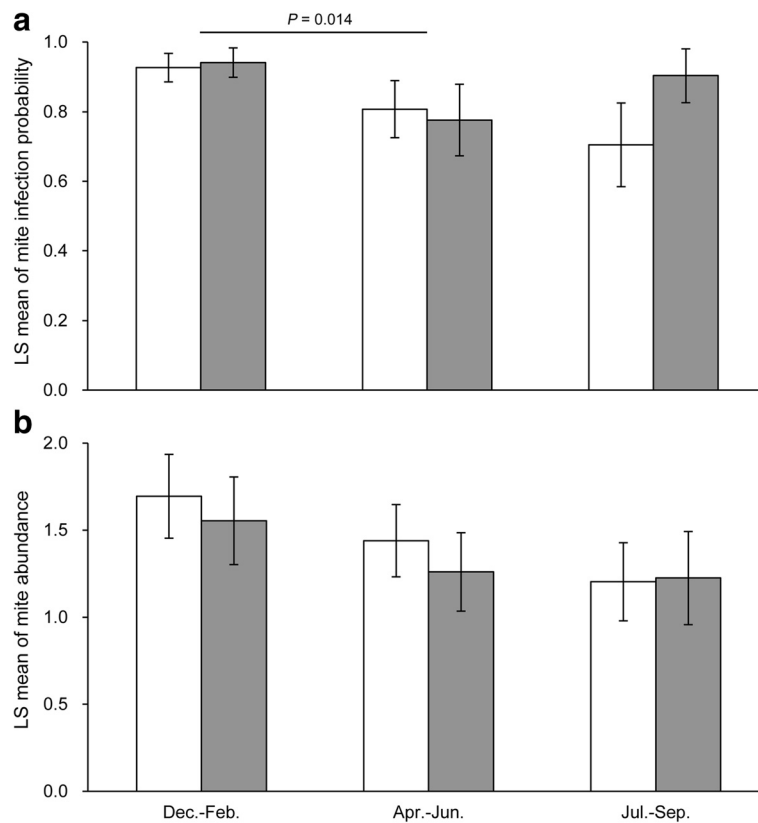 a
P = 0.014
LS mean of mite infection probability
1.0
0.8
0.6
0.4
0.2
0.0
b
LS mean of mite abundance
2.0
1.5
1.0
0.5
0.0
Dec.-Feb. Apr.-Jun. Jul.-Sep.